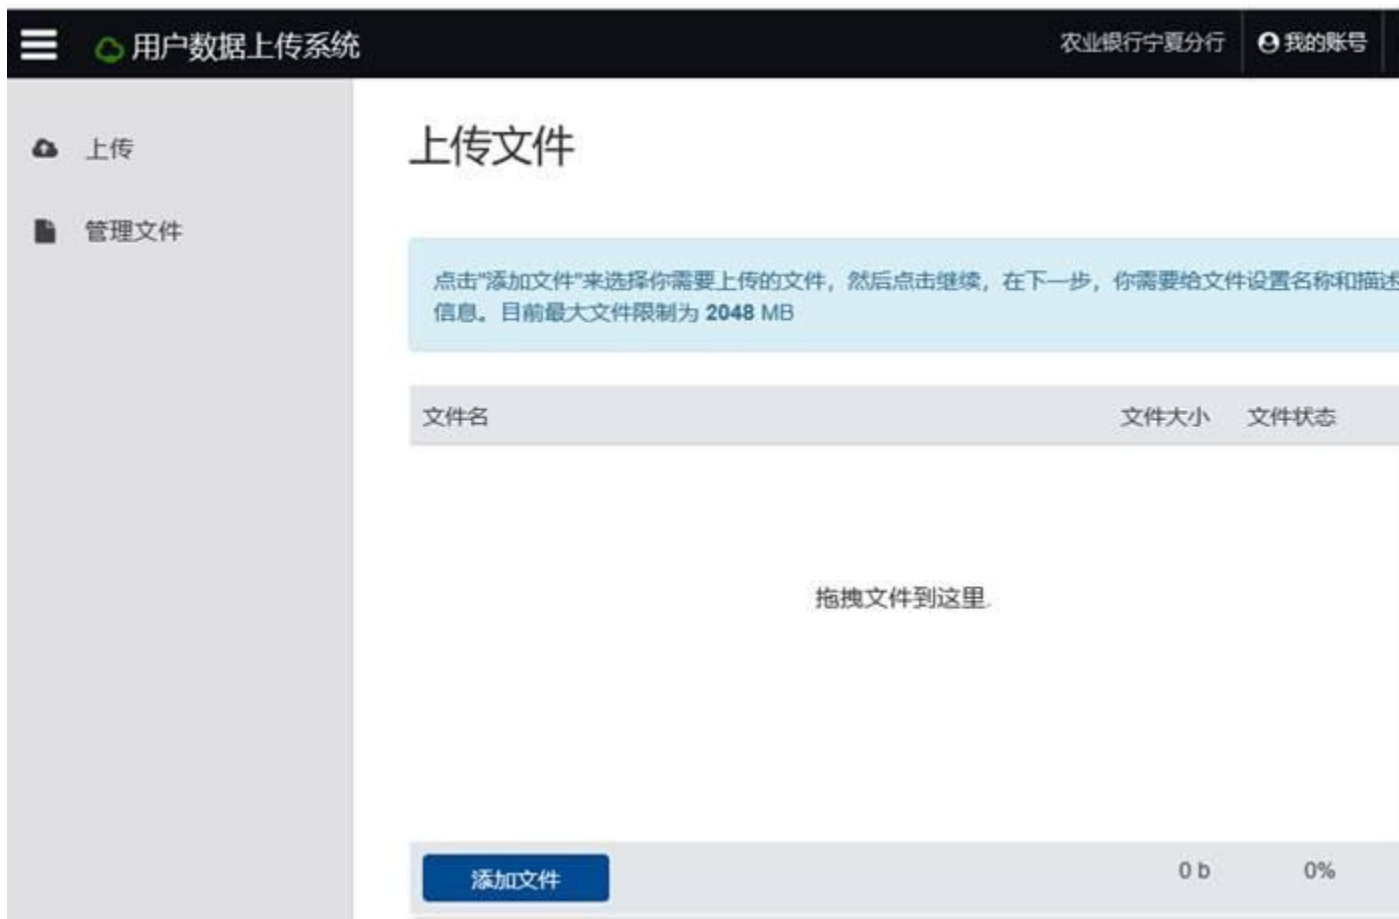 用户数据上传系统
农业银行宁夏分行
我的账号
上传
管理文件
上传文件
点击"添加文件"来选择你需要上传的文件，然后点击继续，在下一步，你需要给文件设置名称和描述
信息。目前最大文件限制为 2048 MB
文件名 文件大小 文件状态
拖拽文件到这里.
添加文件 0 b 0%